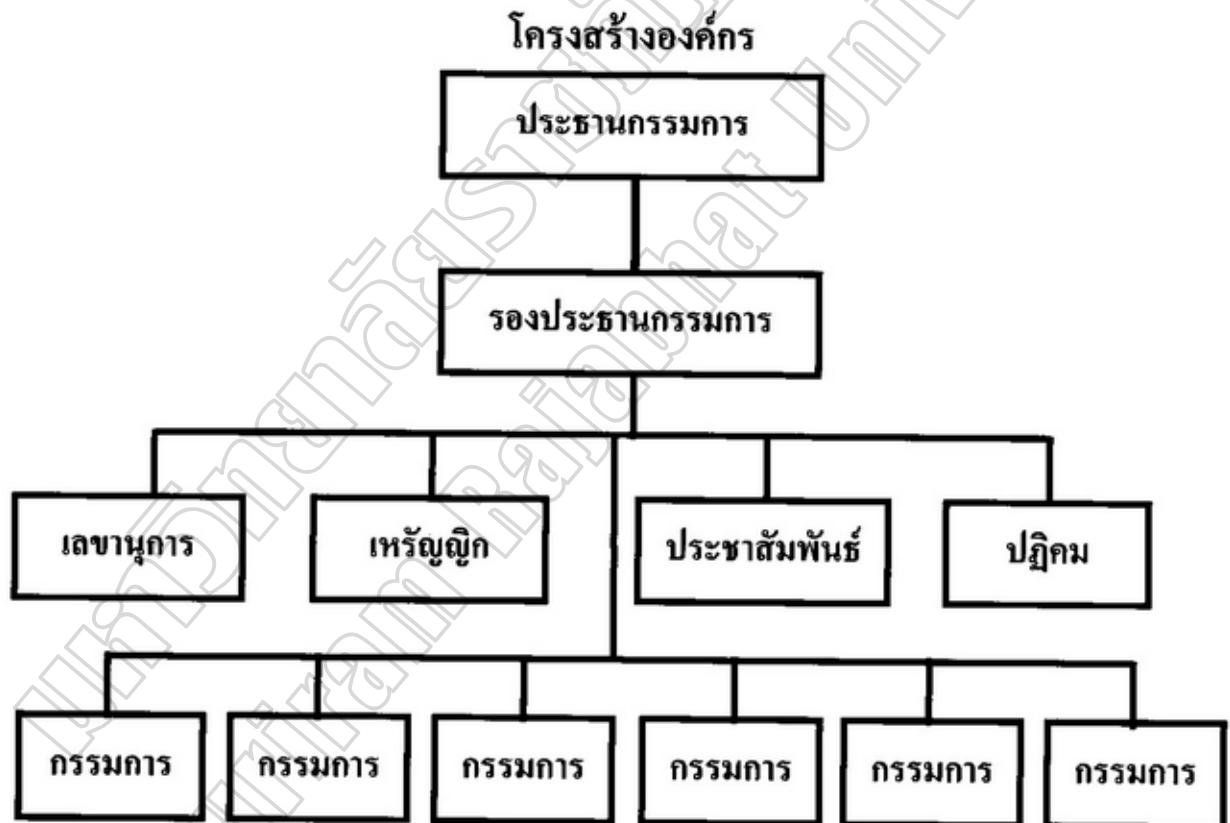 โครงสร้างองค์กร
ประธานกรรมการ
รองประธานกรรมการ
เลขานุการ
เหรัญญิก
ประชาสัมพันธ์
ปฏิคม
กรรมการ
กรรมการ
กรรมการ
กรรมการ
กรรมการ
กรรมการ